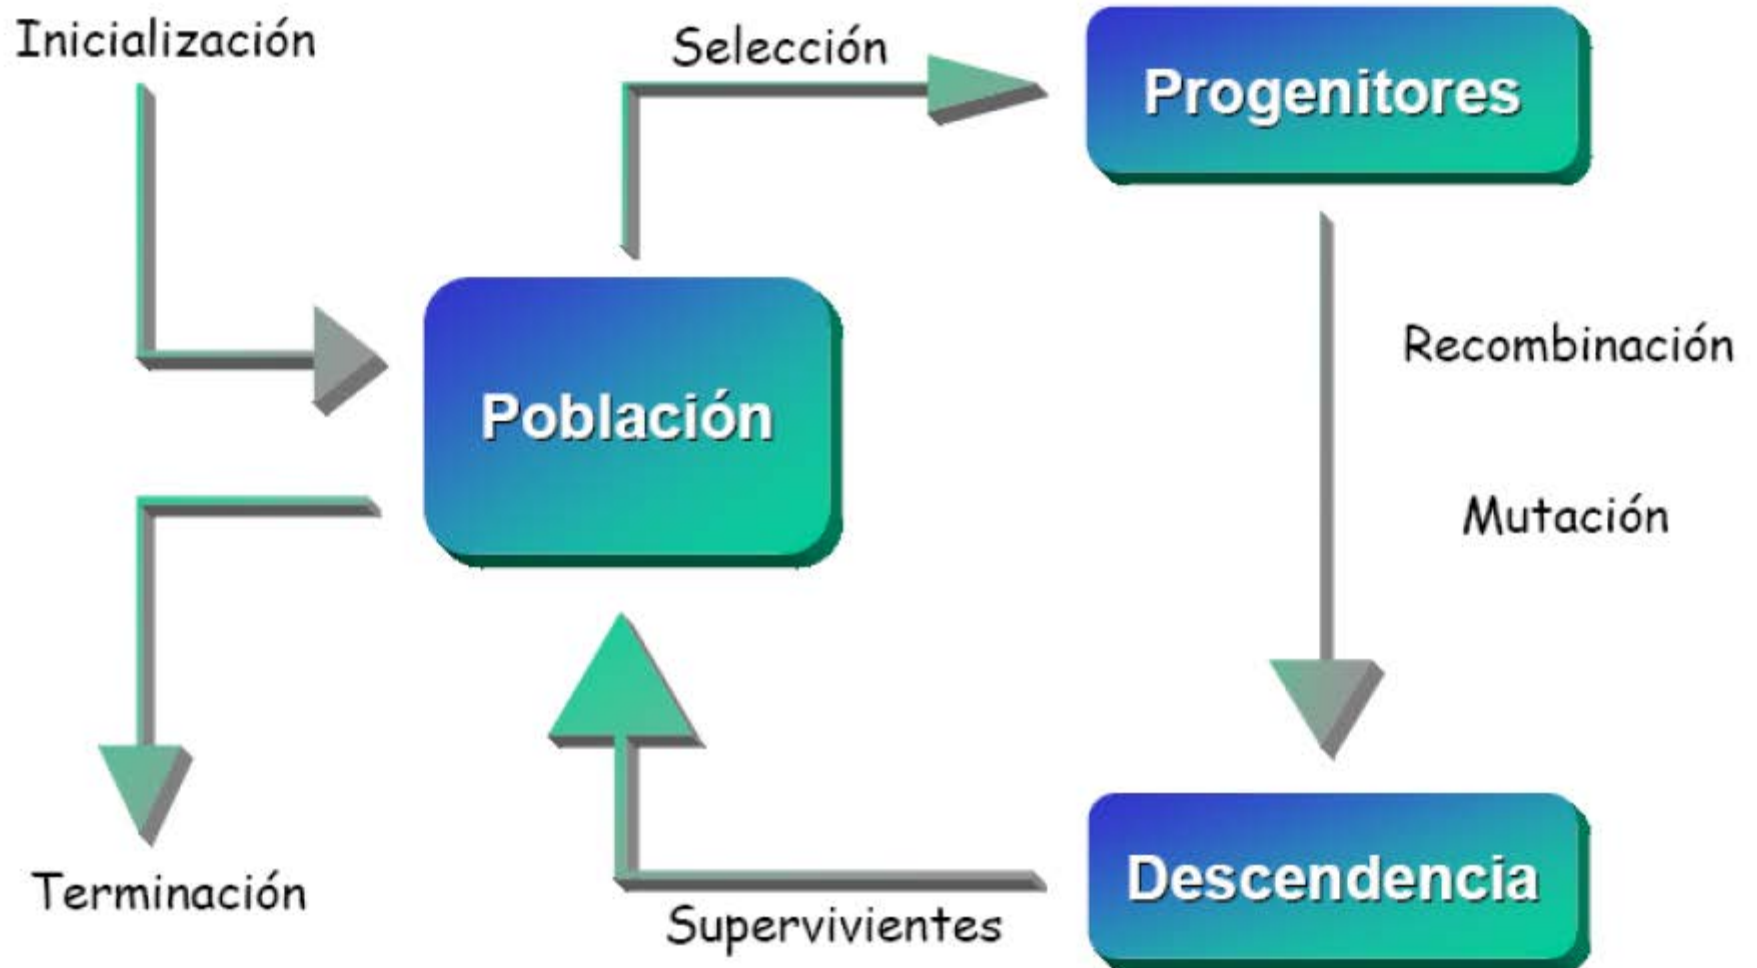 Inicialización
Selección
Progenitores
Recombinación
Población
Mutación
Terminación
Supervivientes
Descendencia